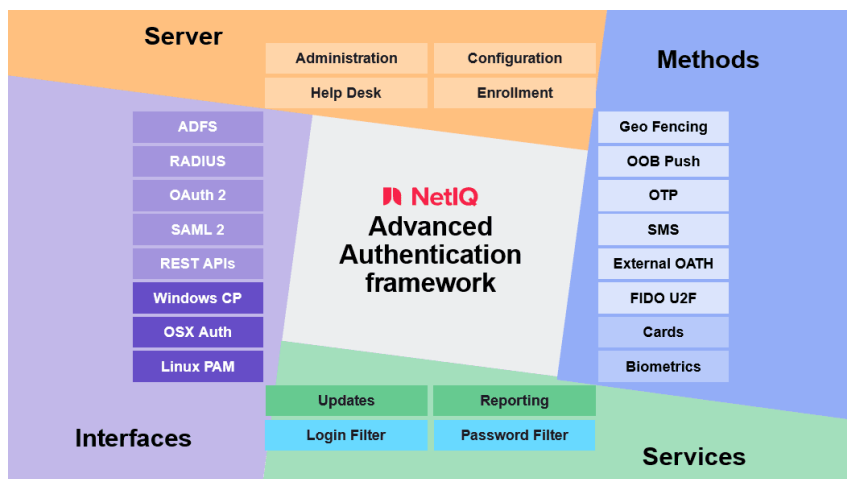 Server
Administration
Configuration
Help Desk
Enrollment
Methods
ADFS
RADIUS
OAuth 2
SAML 2
REST APIs
Windows CP
OSX Auth
Linux PAM
Interfaces
NetIQ
Advanced
Authentication
framework
Geo Fencing
OOB Push
OTP
SMS
External OATH
FIDO U2F
Cards
Biometrics
Updates
Reporting
Login Filter
Password Filter
Services